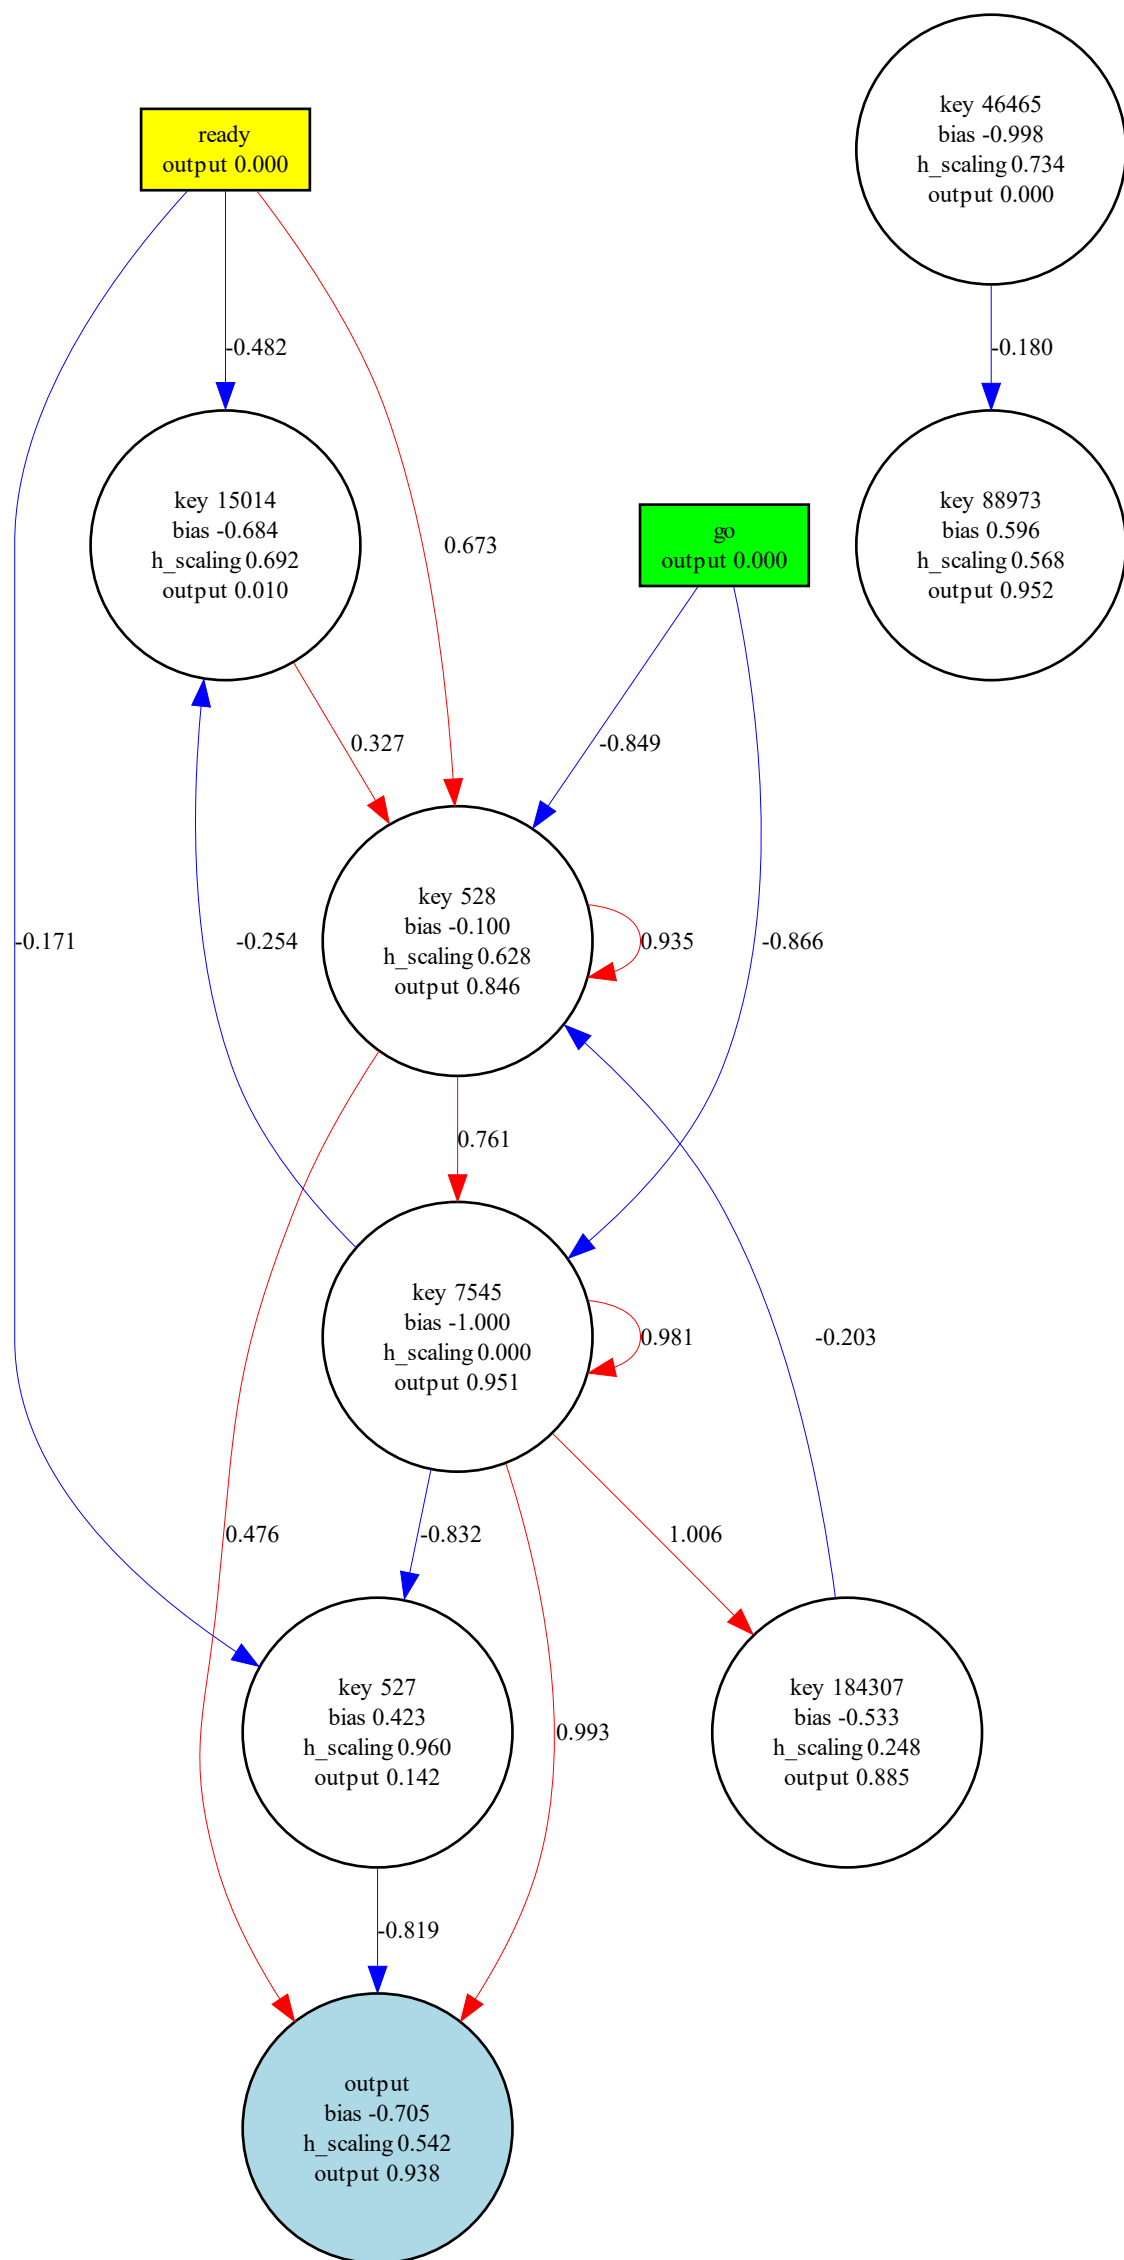 ready
output 0.000
key 46465
bias -0.998
h_scaling 0.734
output 0.000
-0.482
-0.180
key 15014
bias -0.684
h_scaling 0.692
output 0.010
0.673
go
output 0.000
key 88973
bias 0.596
h_scaling 0.568
output 0.952
0.327
-0.849
-0.171
-0.254
key 528
bias -0.100
h_scaling 0.628
output 0.846
0.935
-0.866
0.761
key 7545
bias -1.000
h_scaling 0.000
output 0.951
0.981
-0.203
0.476
-0.832
1.006
key 527
bias 0.423
h_scaling 0.960
output 0.142
0.993
key 184307
bias -0.533
h_scaling 0.248
output 0.885
-0.819
output
bias -0.705
h_scaling 0.542
output 0.938